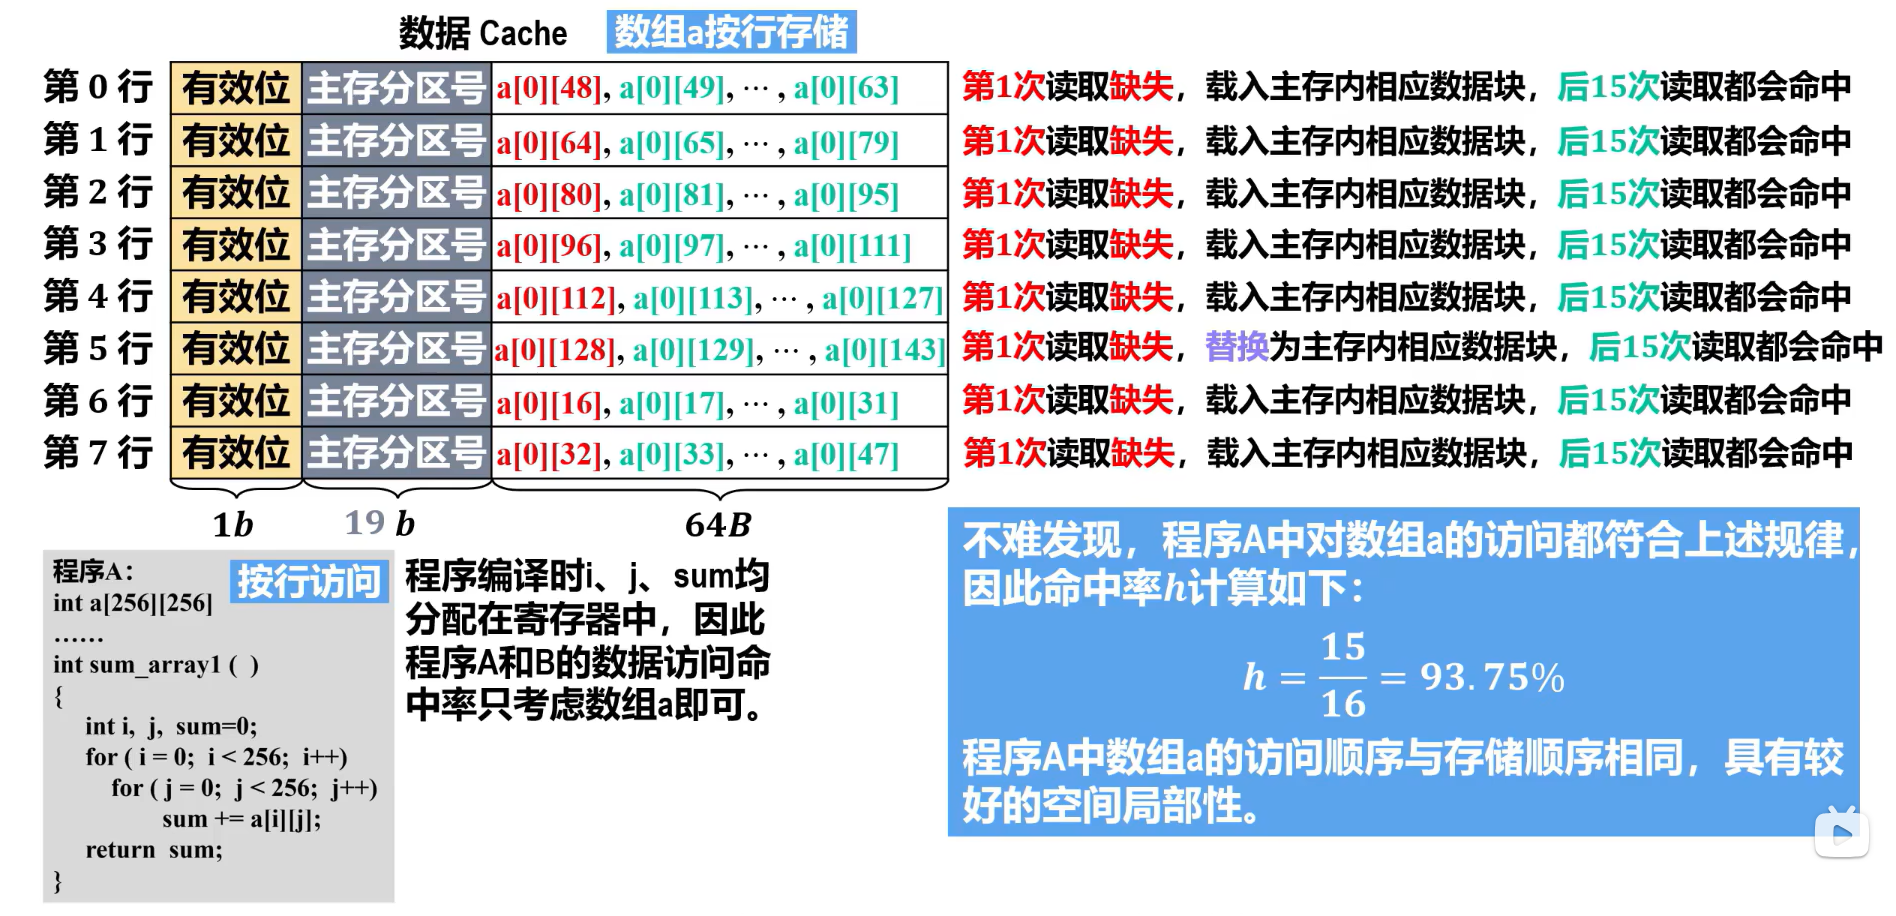 数据 Cache 数组a按行存储
第 0 行 有效位 主存分区号 a[0][48], a[0][49], ··· , a[0][63] 第1次读取缺失，载入主存内相应数据块，后15次读取都会命中
第 1 行 有效位 主存分区号 a[0][64], a[0][65], ··· , a[0][79] 第1次读取缺失，载入主存内相应数据块，后15次读取都会命中
第 2 行 有效位 主存分区号 a[0][80], a[0][81], ··· , a[0][95] 第1次读取缺失，载入主存内相应数据块，后15次读取都会命中
第 3 行 有效位 主存分区号 a[0][96], a[0][97], ··· , a[0][111] 第1次读取缺失，载入主存内相应数据块，后15次读取都会命中
第 4 行 有效位 主存分区号 a[0][112], a[0][113], ··· , a[0][127] 第1次读取缺失，载入主存内相应数据块，后15次读取都会命中
第 5 行 有效位 主存分区号 a[0][128], a[0][129], ··· , a[0][143] 第1次读取缺失，替换为主存内相应数据块，后15次读取都会命中
第 6 行 有效位 主存分区号 a[0][16], a[0][17], ··· , a[0][31] 第1次读取缺失，载入主存内相应数据块，后15次读取都会命中
第 7 行 有效位 主存分区号 a[0][32], a[0][33], ··· , a[0][47] 第1次读取缺失，载入主存内相应数据块，后15次读取都会命中
1b 19 b 64B
程序A：
按行访问
int a[256][256]
……
int sum_array1 ( )
{
int i, j, sum=0;
for ( i = 0; i < 256; i++)
for ( j = 0; j < 256; j++)
sum += a[i][j];
return sum;
}
程序编译时i、j、sum均
分配在寄存器中，因此
程序A和B的数据访问命
中率只考虑数组a即可。
不难发现，程序A中对数组a的访问都符合上述规律，
因此命中率h计算如下：
h = 15/16 = 93.75%
程序A中数组a的访问顺序与存储顺序相同，具有较
好的空间局部性。